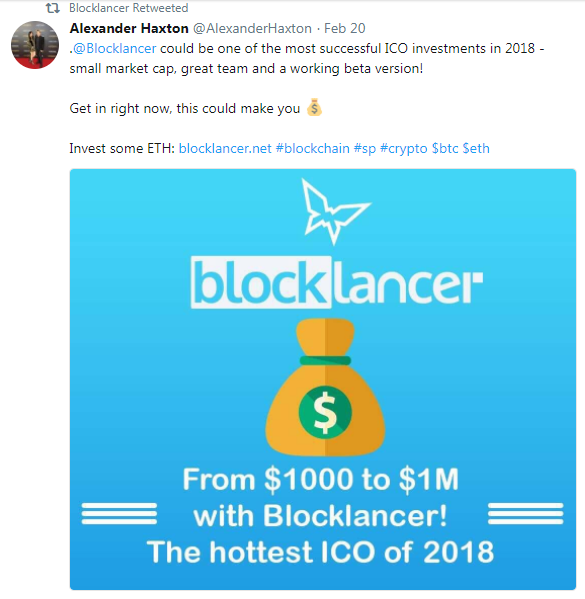 Blocklancer Retweeted
Alexander Haxton @AlexanderHaxton · Feb 20
.@Blocklancer could be one of the most successful ICO investments in 2018 -
small market cap, great team and a working beta version!
Get in right now, this could make you 💰
Invest some ETH: blocklancer.net #blockchain #sp #crypto $btc $eth
blocklancer
$
From $1000 to $1M
with Blocklancer!
The hottest ICO of 2018